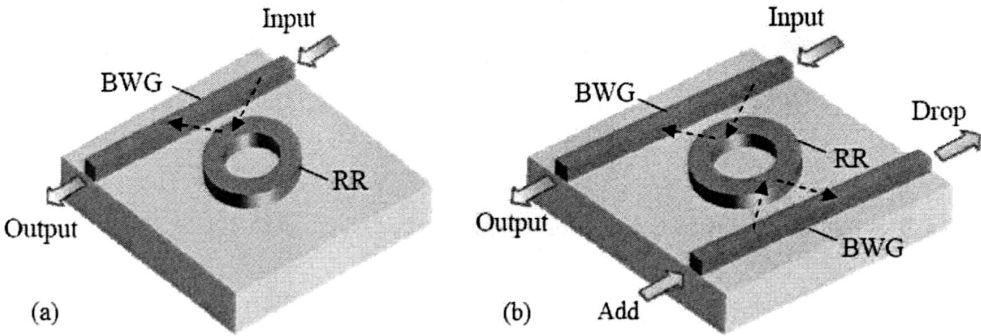 Input
BWG
RR
Output
(a)
Input
BWG
Drop
RR
Output
BWG
Add
(b)